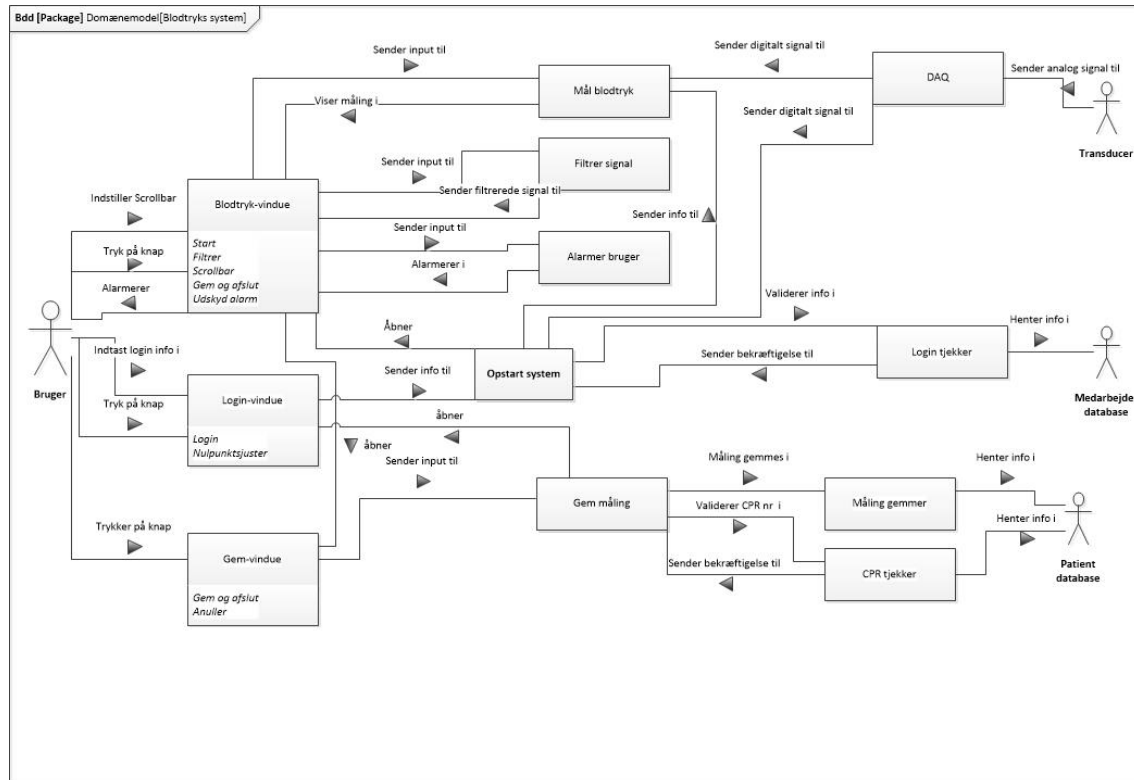 Bdd [Package] Domænemodel[Blodtryks system]
Sender input til
Sender digitalt signal til
Mål blodtryk
DAQ
Sender analog signal til
Viser måling i
Sender digitalt signal til
Transducer
Filtrer signal
Sender input til
Sender filtrerede signal til
Indstiller Scrollbar
Blodtryk-vindue
Sender info til
Sender input til
Start
Filtrer
Scrollbar
Gem og afslut
Udskyd alarm
Tryk på knap
Alarmer bruger
Alarmerer i
Alarmerer
Validerer info i
Henter info i
Åbner
Login tjekker
Indtast login info i
Sender bekræftigelse til
Opstart system
Sender info til
Bruger
Login-vindue
Medarbejde
database
Tryk på knap
åbner
Login
Nulpunktsjuster
åbner
Sender input til
Måling gemmes i
Henter info i
Gem måling
Måling gemmer
Validerer CPR nr i
Henter info i
Trykker på knap
Gem-vindue
Sender bekræftigelse til
CPR tjekker
Patient
database
Gem og afslut
Anuller